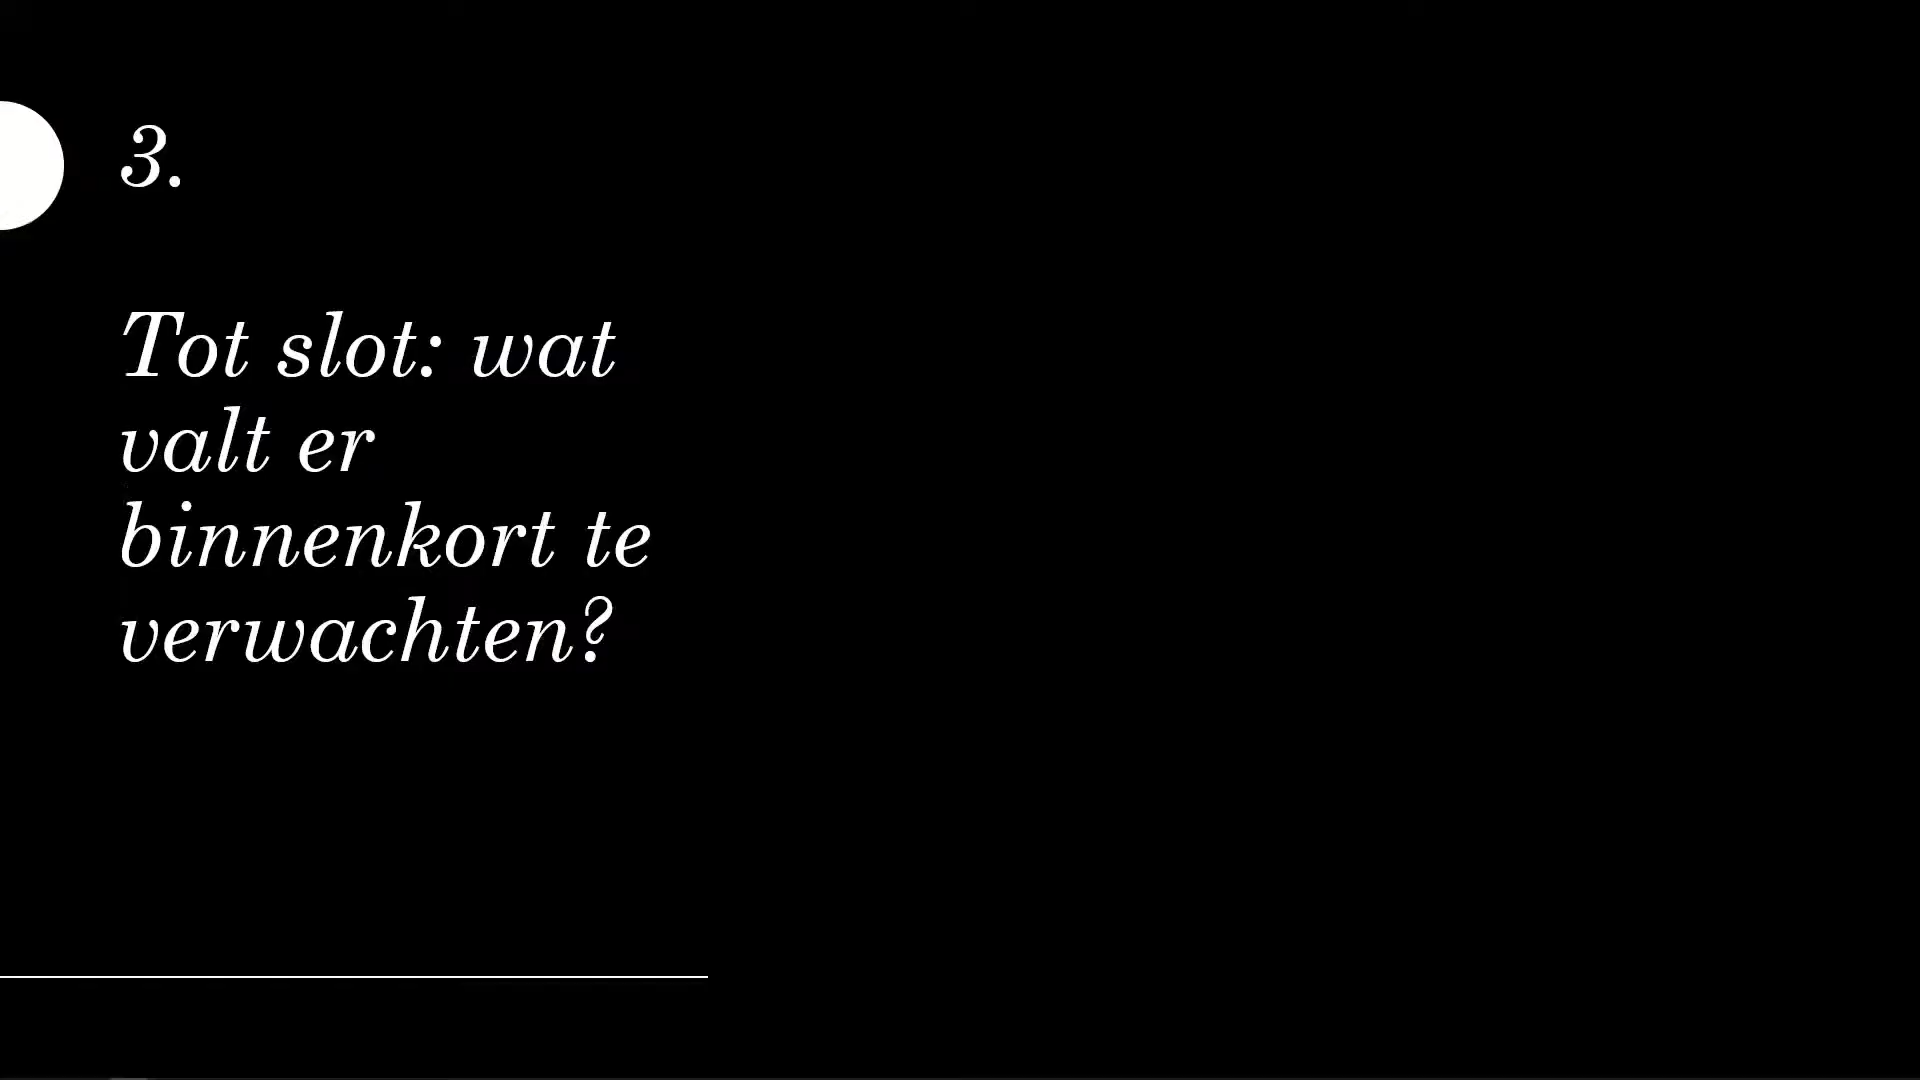 3.
Tot slot: wat
valt er
binnenkort te
verwachten?